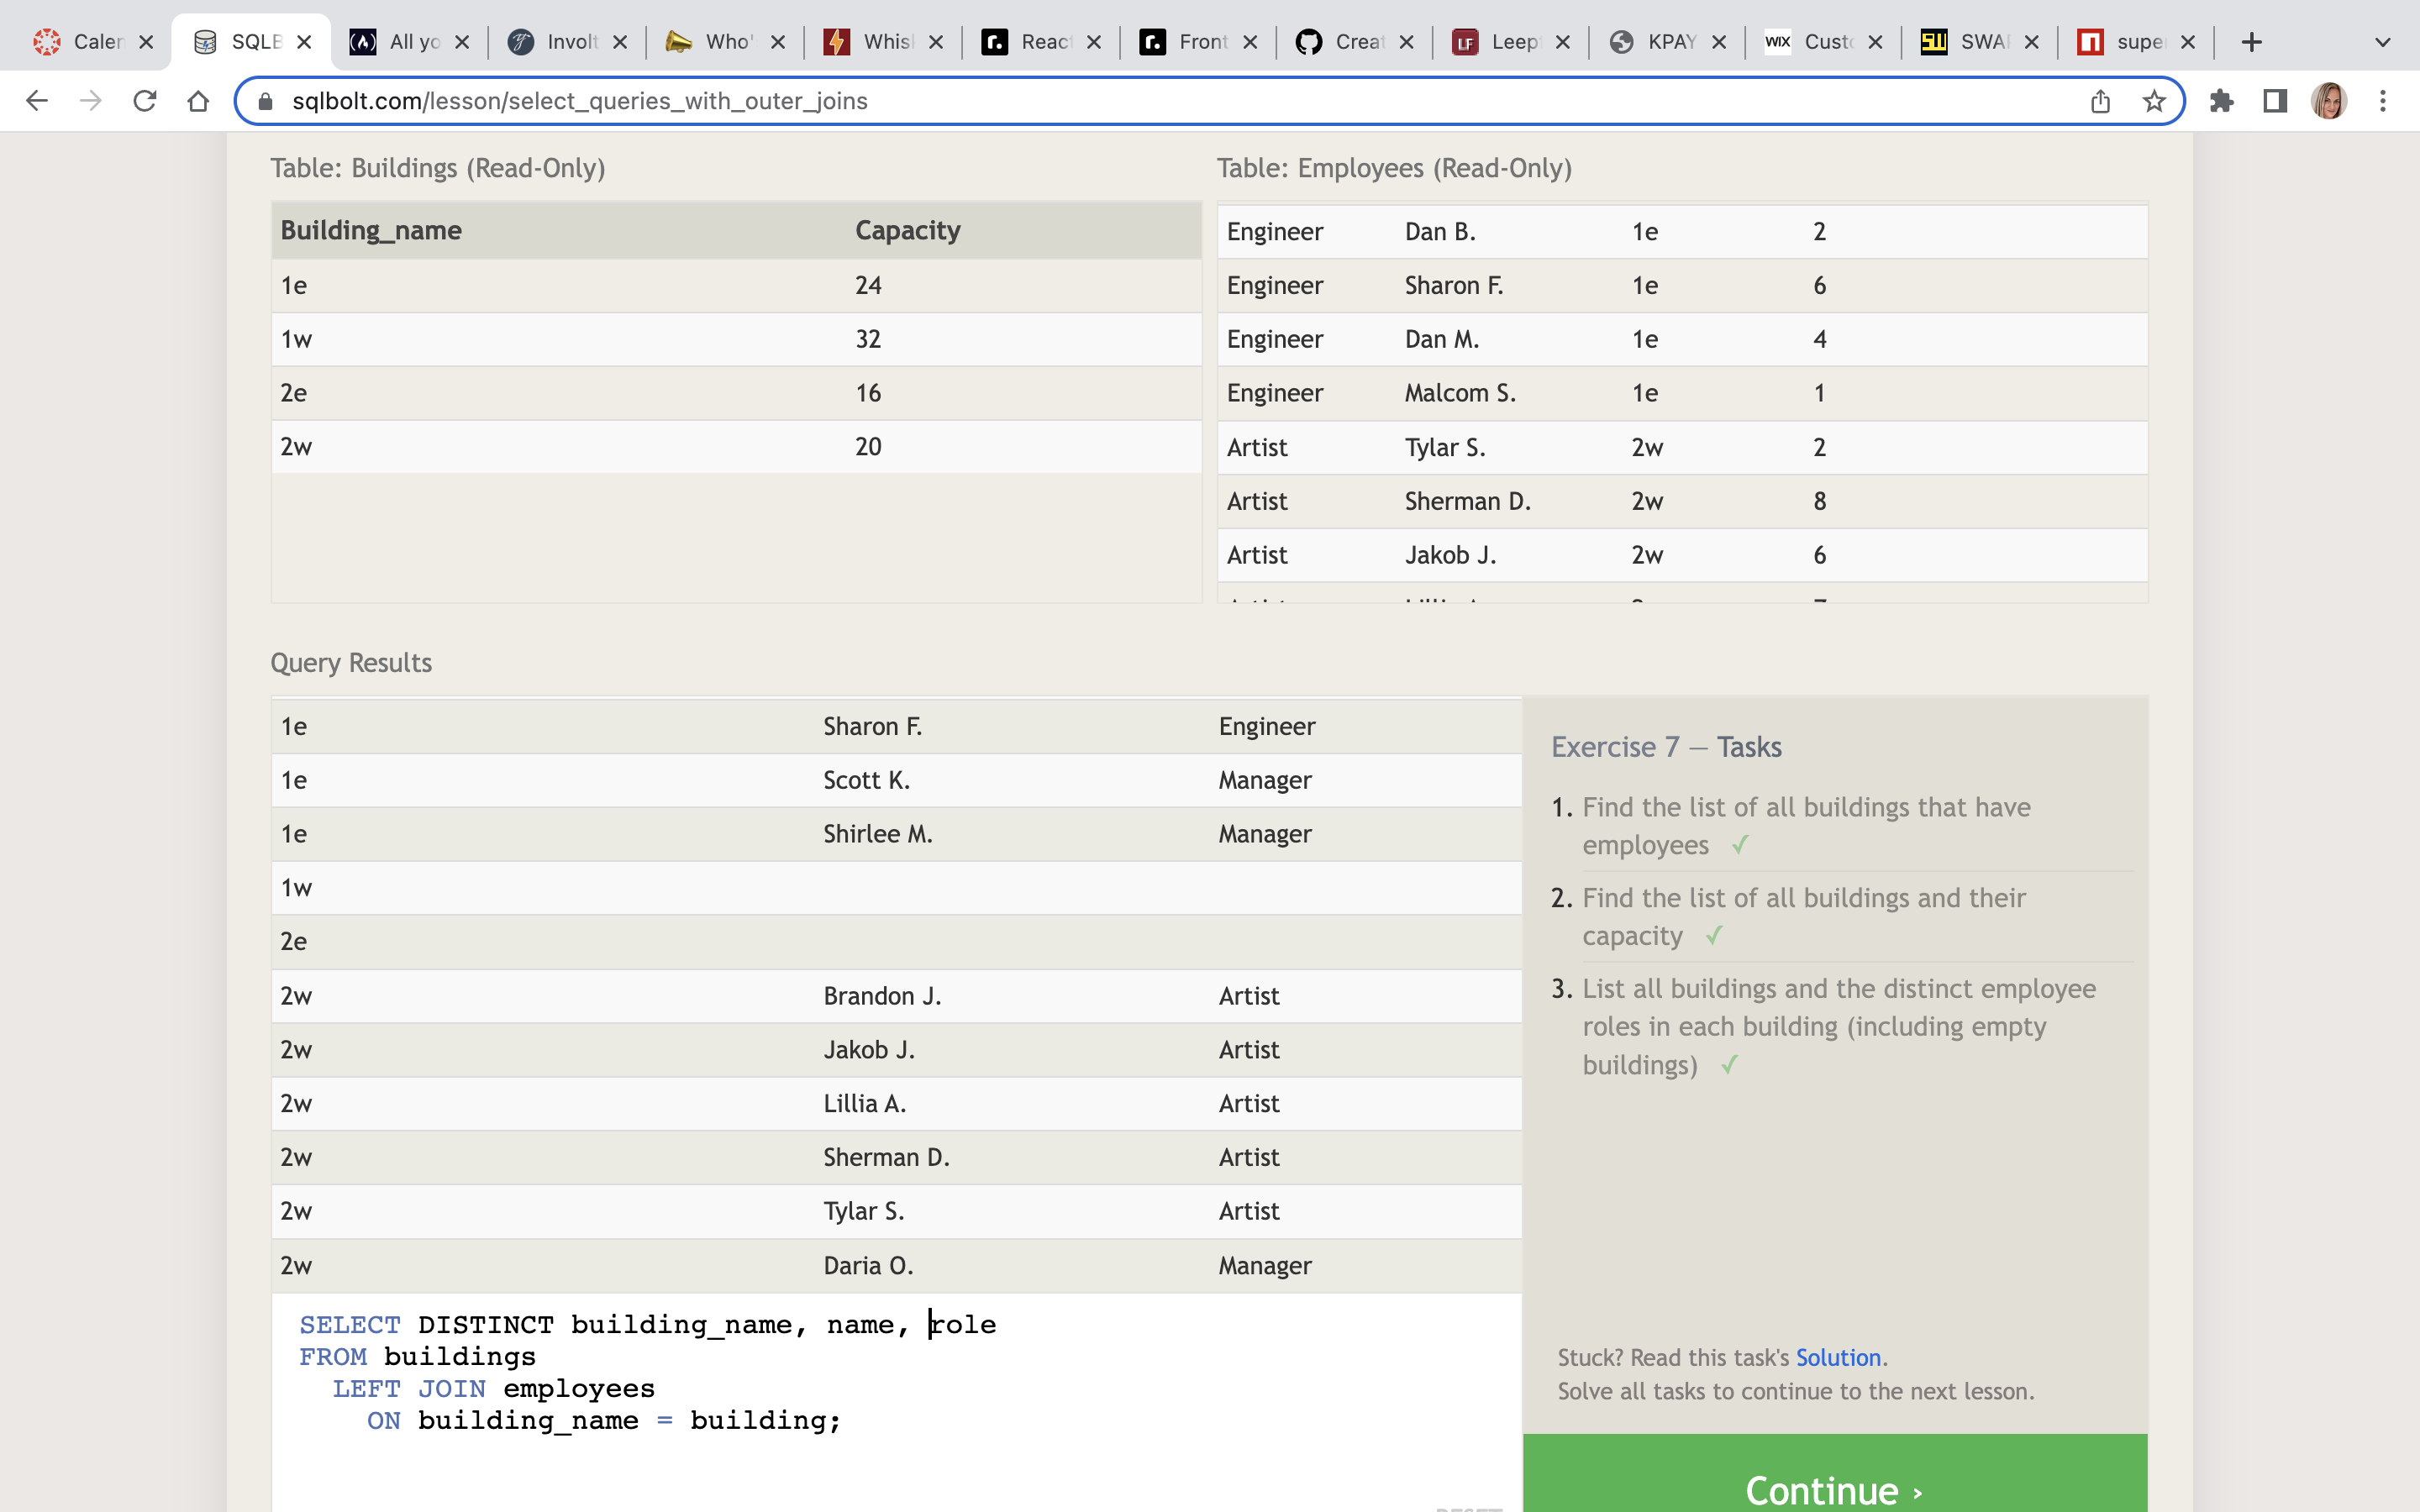 Caler SQLB All yo Involt Who' Whis Reac Front Creat LF Leep KPAY WIX Custo SWA supe
sqlbolt.com/lesson/select_queries_with_outer_joins
Table: Buildings (Read-Only) Table: Employees (Read-Only)
Building_name Capacity
Engineer Dan B. 1e 2
1e 24
Engineer Sharon F. 1e 6
1w 32
Engineer Dan M. 1e 4
2e 16
Engineer Malcom S. 1e 1
2w 20
Artist Tylar S. 2w 2
Artist Sherman D. 2w 8
Artist Jakob J. 2w 6
Query Results
1e Sharon F. Engineer
1e Scott K. Manager
1e Shirlee M. Manager
1w
2e
2w Brandon J. Artist
2w Jakob J. Artist
2w Lillia A. Artist
2w Sherman D. Artist
2w Tylar S. Artist
2w Daria O. Manager
SELECT DISTINCT building_name, name, role
FROM buildings
LEFT JOIN employees
ON building_name = building;
Exercise 7 — Tasks
1. Find the list of all buildings that have
employees ✓
2. Find the list of all buildings and their
capacity ✓
3. List all buildings and the distinct employee
roles in each building (including empty
buildings) ✓
Stuck? Read this task's Solution.
Solve all tasks to continue to the next lesson.
Continue ›